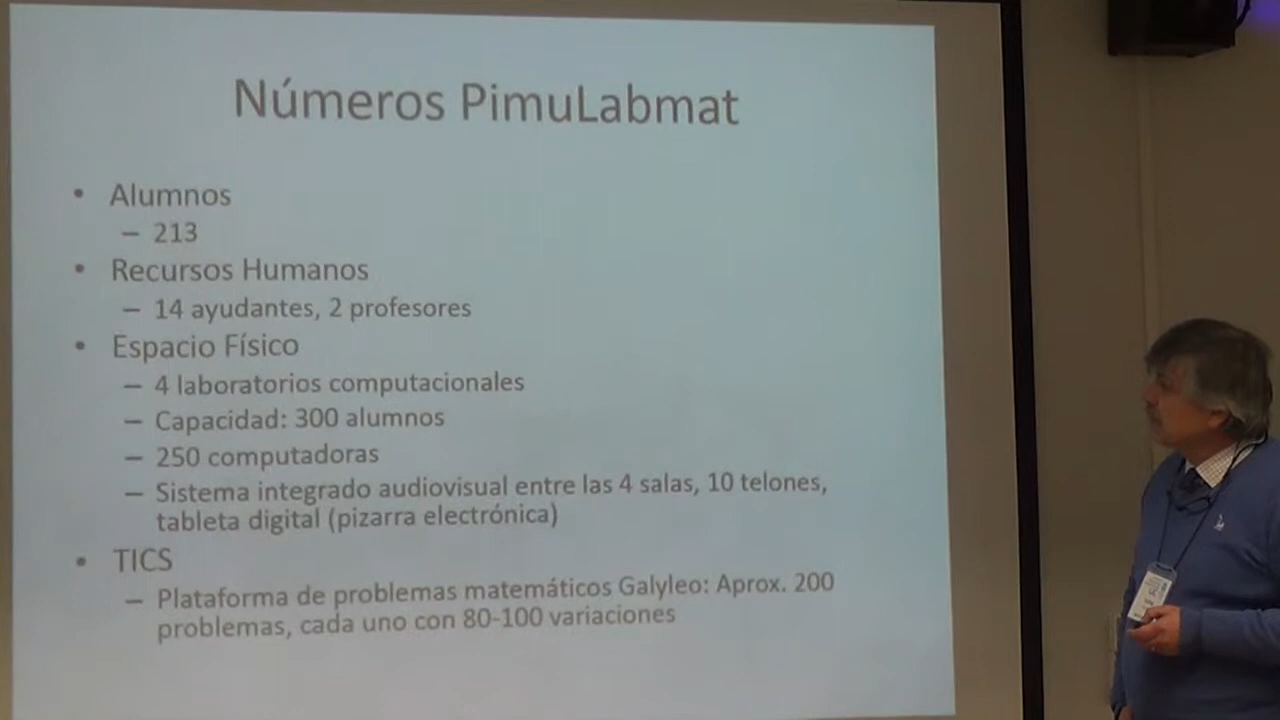 Números PimuLabmat
• Alumnos
– 213
• Recursos Humanos
– 14 ayudantes, 2 profesores
• Espacio Físico
– 4 laboratorios computacionales
– Capacidad: 300 alumnos
– 250 computadoras
– Sistema integrado audiovisual entre las 4 salas, 10 telones,
tableta digital (pizarra electrónica)
• TICS
– Plataforma de problemas matemáticos Galyleo: Aprox. 200
problemas, cada uno con 80-100 variaciones